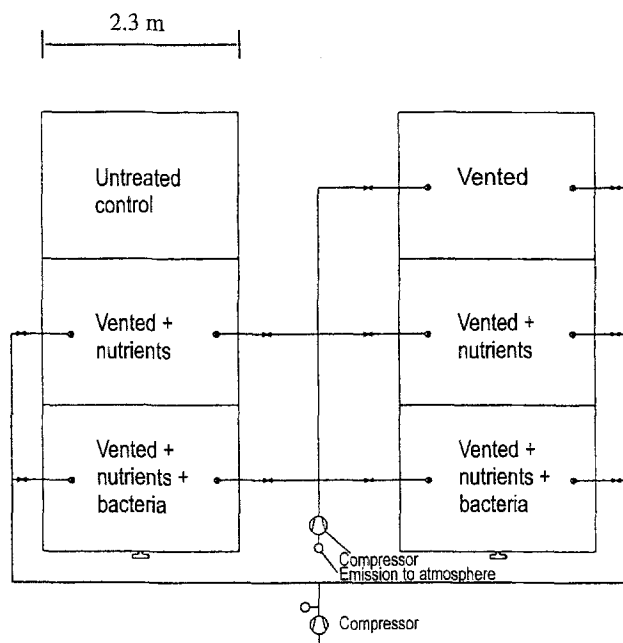 2.3 m
Untreated
control
Vented
Vented +
nutrients
Vented +
nutrients
Vented +
nutrients +
bacteria
Vented +
nutrients +
bacteria
Compressor
Emission to atmosphere
Compressor